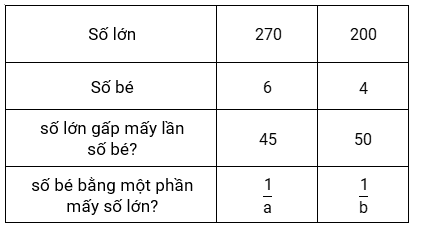 Số lớn 270 200
Số bé 6 4
số lớn gấp mấy lần
số bé? 45 50
số bé bằng một phần
mấy số lớn? 1/a 1/b